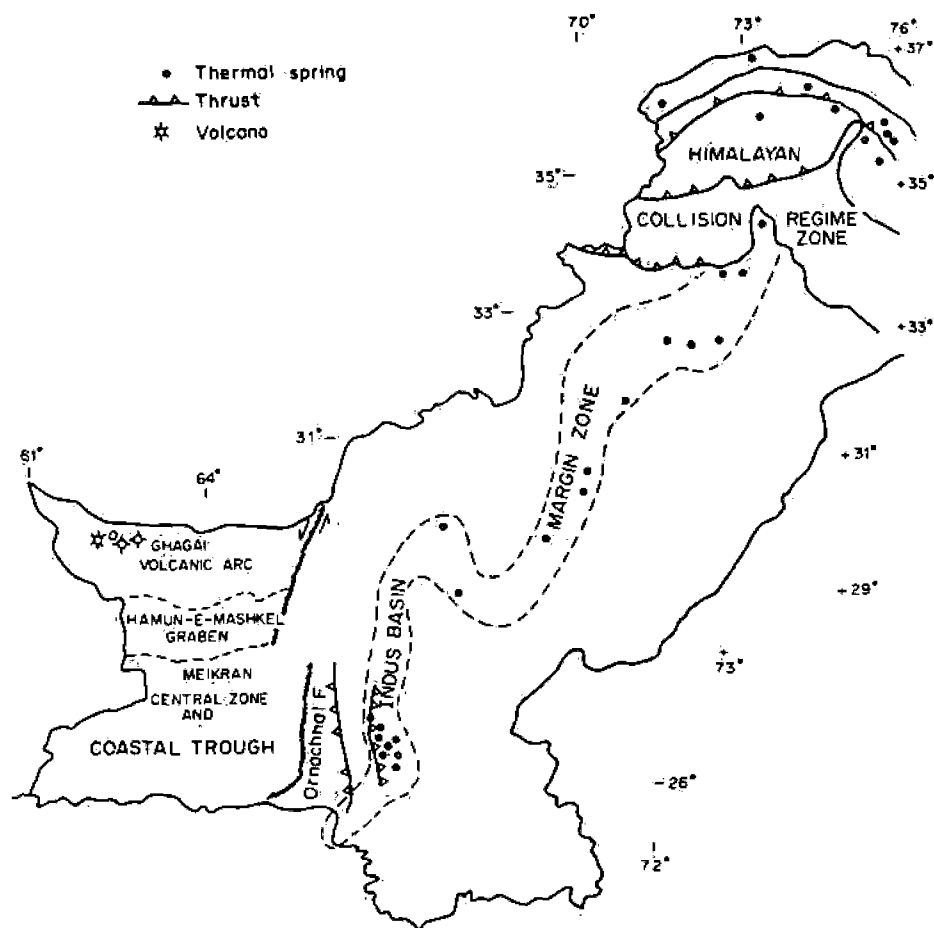 70°
73°
76°
+37°
Thermal spring
Thrust
Volcano
HIMALAYAN
35°
+35°
COLLISION
REGIME
ZONE
33°
+33°
MARGIN ZONE
31°
61°
64°
+31°
GHAGAI
VOLCANIC ARC
+29°
HAMUN-E-MASHKEL
GRABEN
INDUS BASIN
+
73°
MEIKRAN
CENTRAL ZONE
AND
COASTAL TROUGH
Ornachnal F
-26°
72°